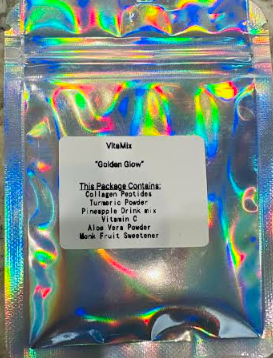 VitaMix
"Golden Glow"
This Package Contains:
Collagen Peptides
Turmeric Powder
Pineapple Drink mix
Vitamin C
Aloe Vera Powder
Monk Fruit Sweetener